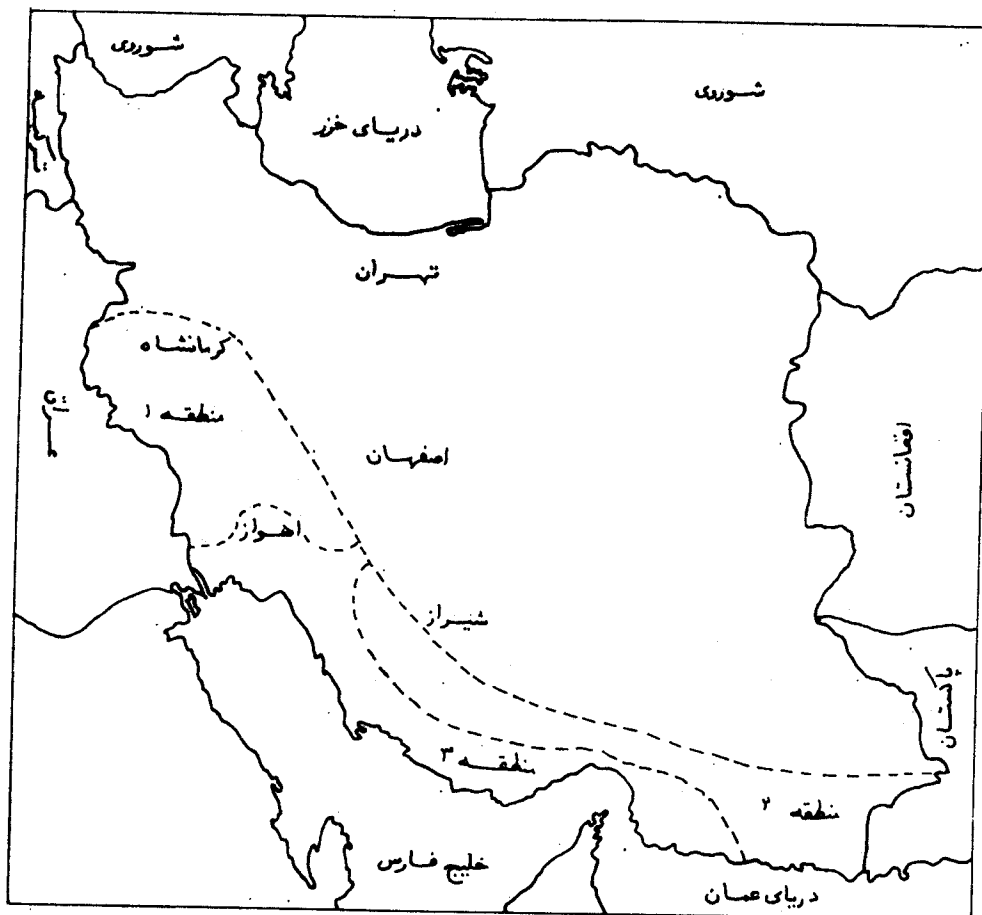 شوروی
شوروی
دریای خزر
ترکیه
تهران
کرمانشاه
عراق
منطقه ۱
اصفهان
افغانستان
اهواز
شیراز
پاکستان
منطقه ۳
منطقه ۲
خلیج فارس
دریای عمان